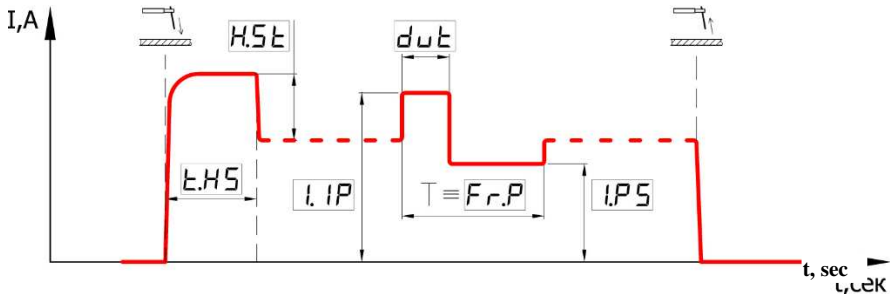 I,A
H.St
dut
t.HS
I.1P
T ≡ Fr.P
I.PS
t, sec
t,сек